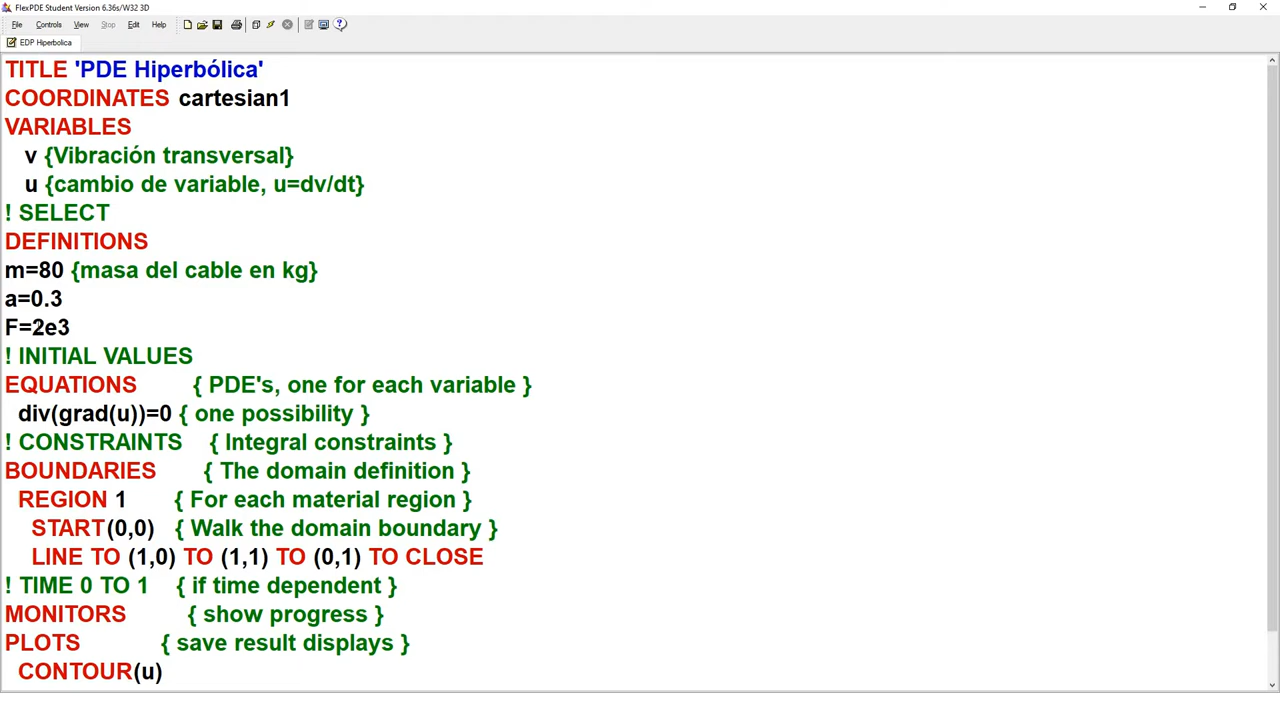 FlexPDE Student Version 6.36s/W32 3D
File Controls View Stop Edit Help
EDP Hiperbolica
TITLE 'PDE Hiperbólica'
COORDINATES cartesian1
VARIABLES
v {Vibración transversal}
u {cambio de variable, u=dv/dt}
! SELECT
DEFINITIONS
m=80 {masa del cable en kg}
a=0.3
F=2e3
! INITIAL VALUES
EQUATIONS { PDE's, one for each variable }
div(grad(u))=0 { one possibility }
! CONSTRAINTS { Integral constraints }
BOUNDARIES { The domain definition }
REGION 1 { For each material region }
START(0,0) { Walk the domain boundary }
LINE TO (1,0) TO (1,1) TO (0,1) TO CLOSE
! TIME 0 TO 1 { if time dependent }
MONITORS { show progress }
PLOTS { save result displays }
CONTOUR(u)